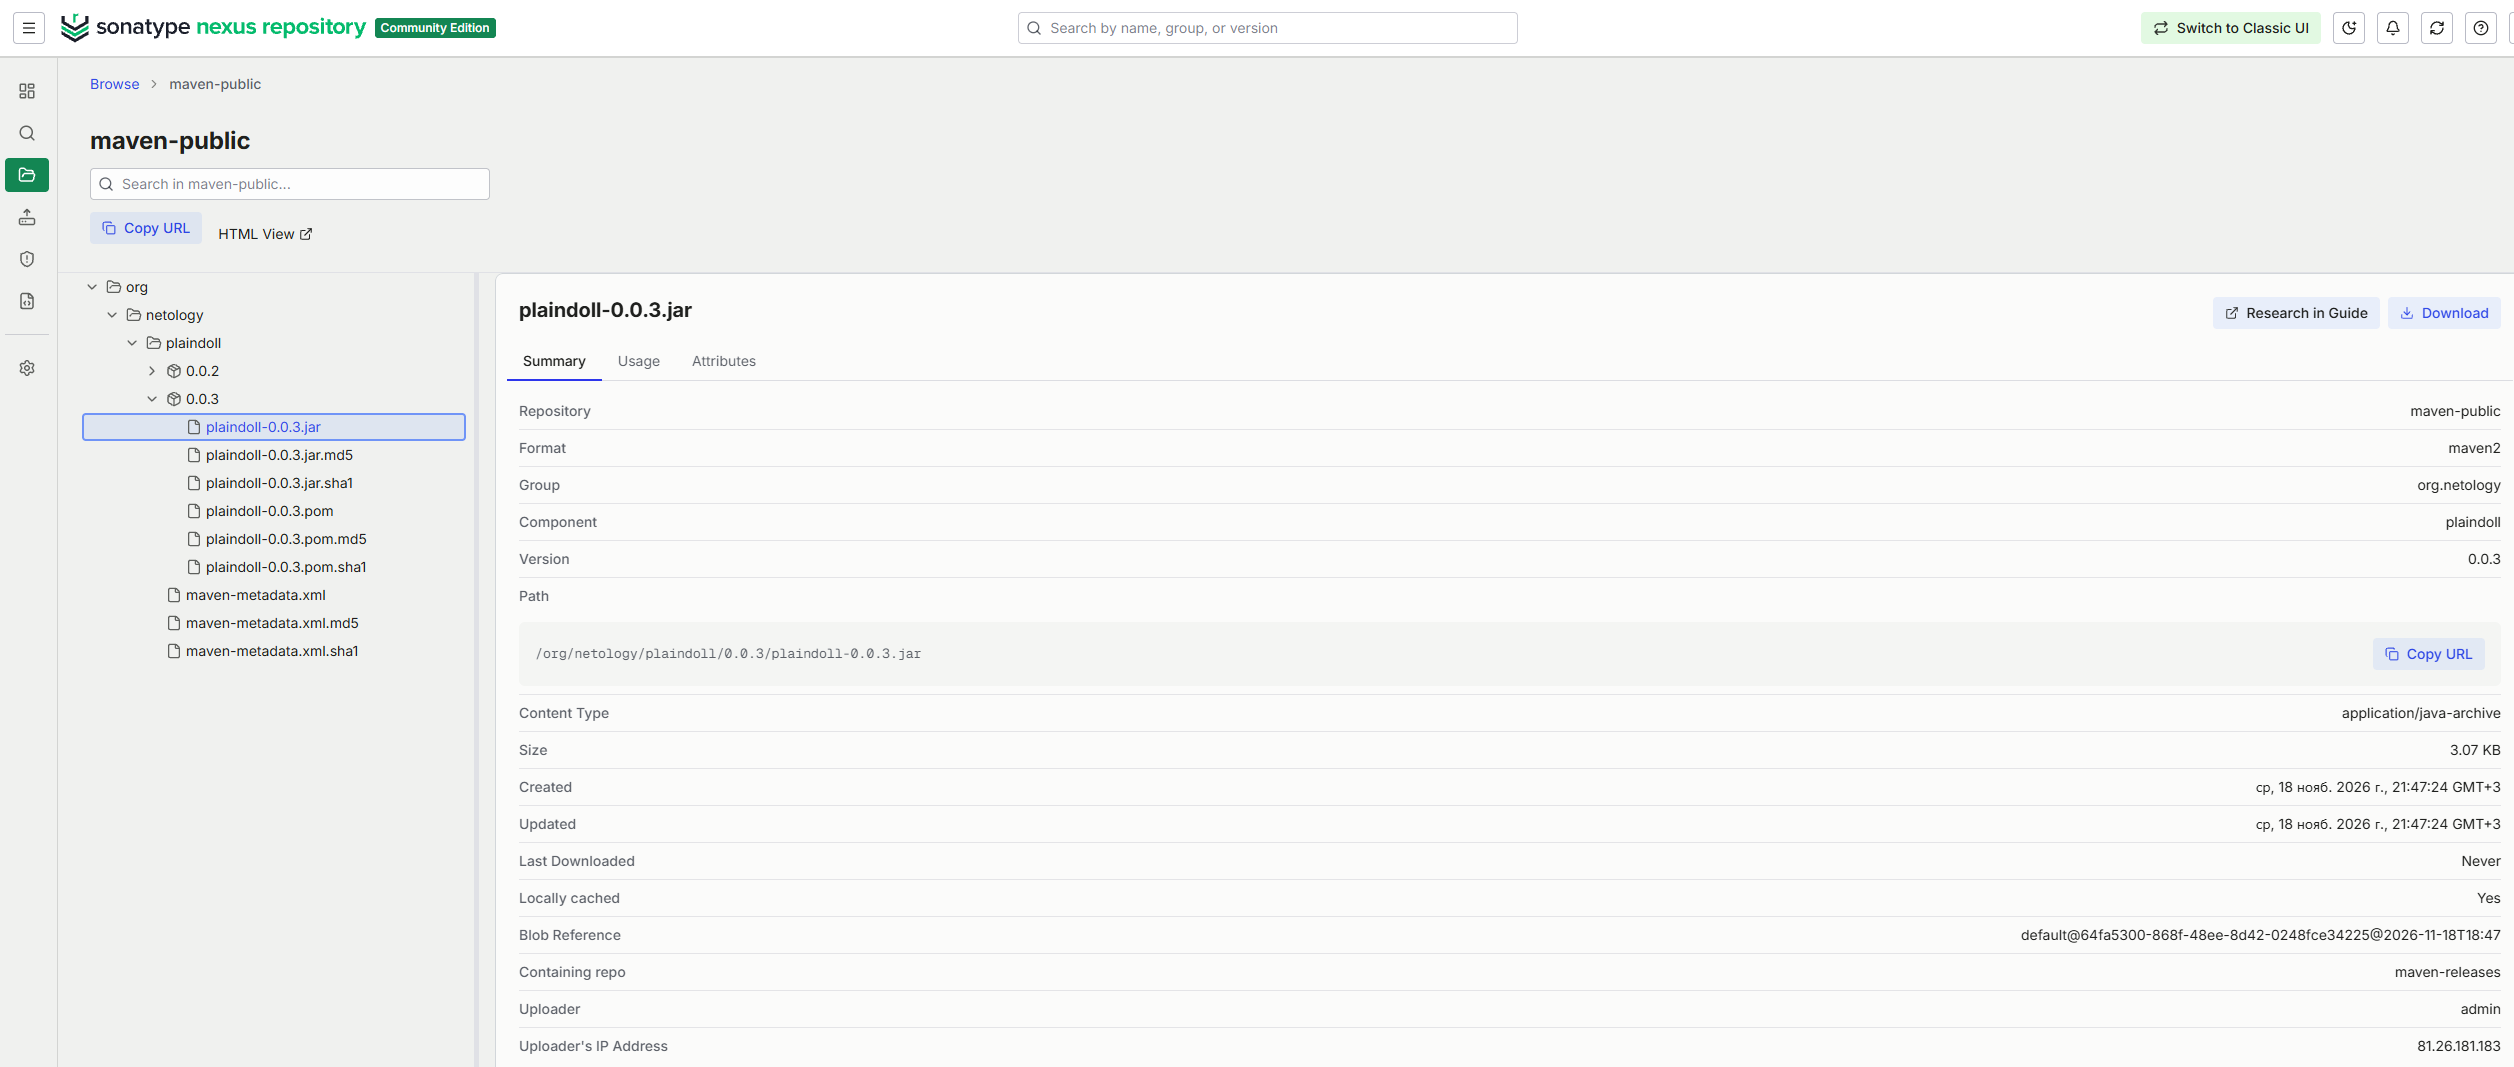 sonatype nexus repository Community Edition
Search by name, group, or version
Switch to Classic UI
Browse > maven-public
maven-public
Search in maven-public...
Copy URL
HTML View
org
netology
plaindoll
0.0.2
0.0.3
plaindoll-0.0.3.jar
plaindoll-0.0.3.jar.md5
plaindoll-0.0.3.jar.sha1
plaindoll-0.0.3.pom
plaindoll-0.0.3.pom.md5
plaindoll-0.0.3.pom.sha1
maven-metadata.xml
maven-metadata.xml.md5
maven-metadata.xml.sha1
plaindoll-0.0.3.jar
Research in Guide
Download
Summary Usage Attributes
Repository maven-public
Format maven2
Group org.netology
Component plaindoll
Version 0.0.3
Path
/org/netology/plaindoll/0.0.3/plaindoll-0.0.3.jar
Copy URL
Content Type application/java-archive
Size 3.07 KB
Created ср, 18 нояб. 2026 г., 21:47:24 GMT+3
Updated ср, 18 нояб. 2026 г., 21:47:24 GMT+3
Last Downloaded Never
Locally cached Yes
Blob Reference default@64fa5300-868f-48ee-8d42-0248fce34225@2026-11-18T18:47
Containing repo maven-releases
Uploader admin
Uploader's IP Address 81.26.181.183